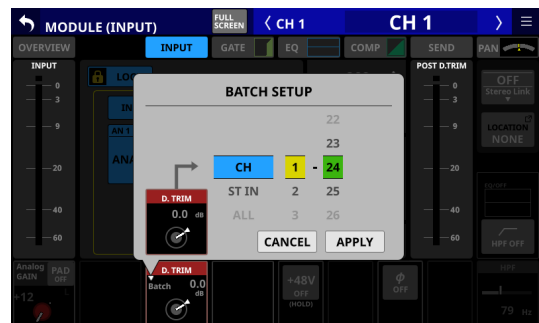 MODULE (INPUT)
FULL SCREEN
CH 1
CH 1
OVERVIEW
INPUT
GATE
EQ
COMP
SEND
PAN
INPUT
POST D.TRIM
0
3
9
20
40
60
BATCH SETUP
22
23
CH
1
-
24
ST IN
2
25
ALL
3
26
D. TRIM
0.0 dB
CANCEL
APPLY
0
3
9
20
40
60
OFF
Stereo Link
LOCATION
NONE
HPF OFF
Analog
GAIN
PAD
OFF
+12
D. TRIM
Batch
0.0
dB
+48V
OFF
(HOLD)
Φ
OFF
HPF
79 Hz